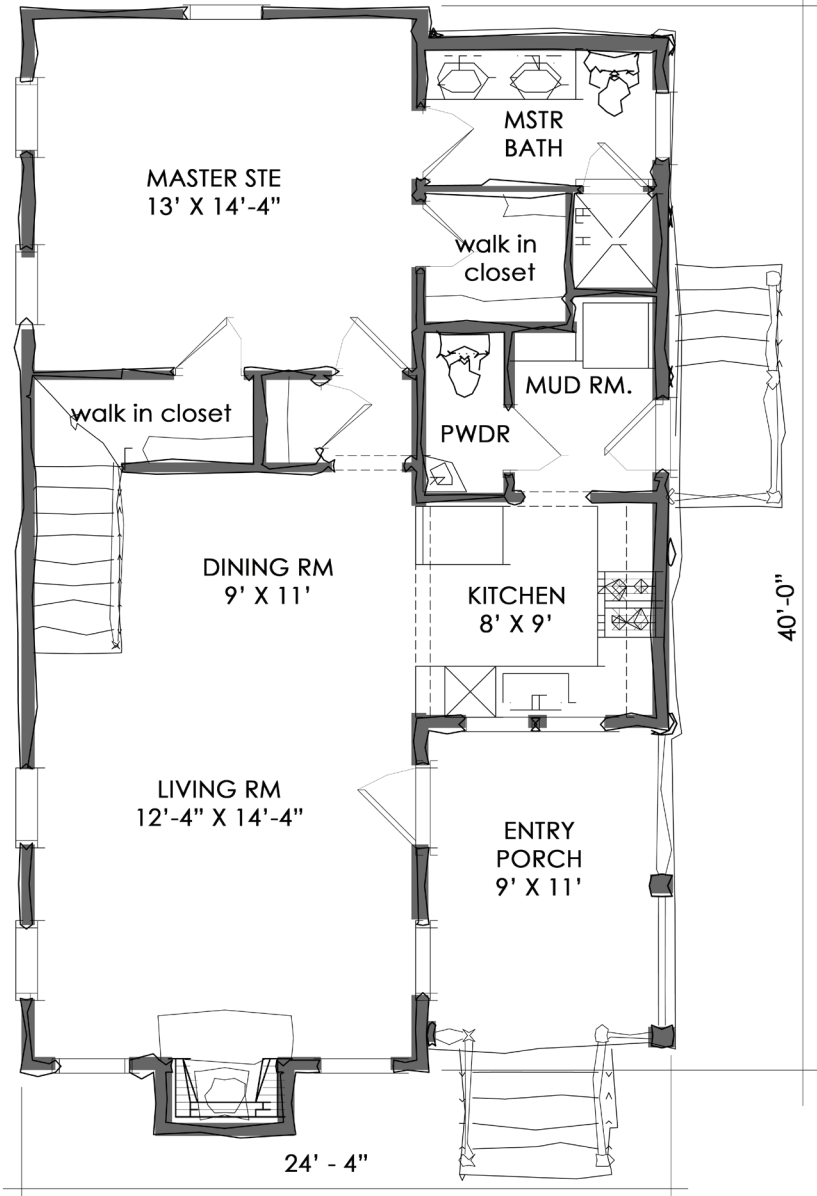 MSTR
BATH
MASTER STE
13' X 14'-4”
walk in
closet
MUD RM.
walk in closet
PWDR
DINING RM
9' X 11'
KITCHEN
8' X 9'
40'-0”
LIVING RM
12'-4” X 14'-4”
ENTRY
PORCH
9' X 11'
24' - 4”